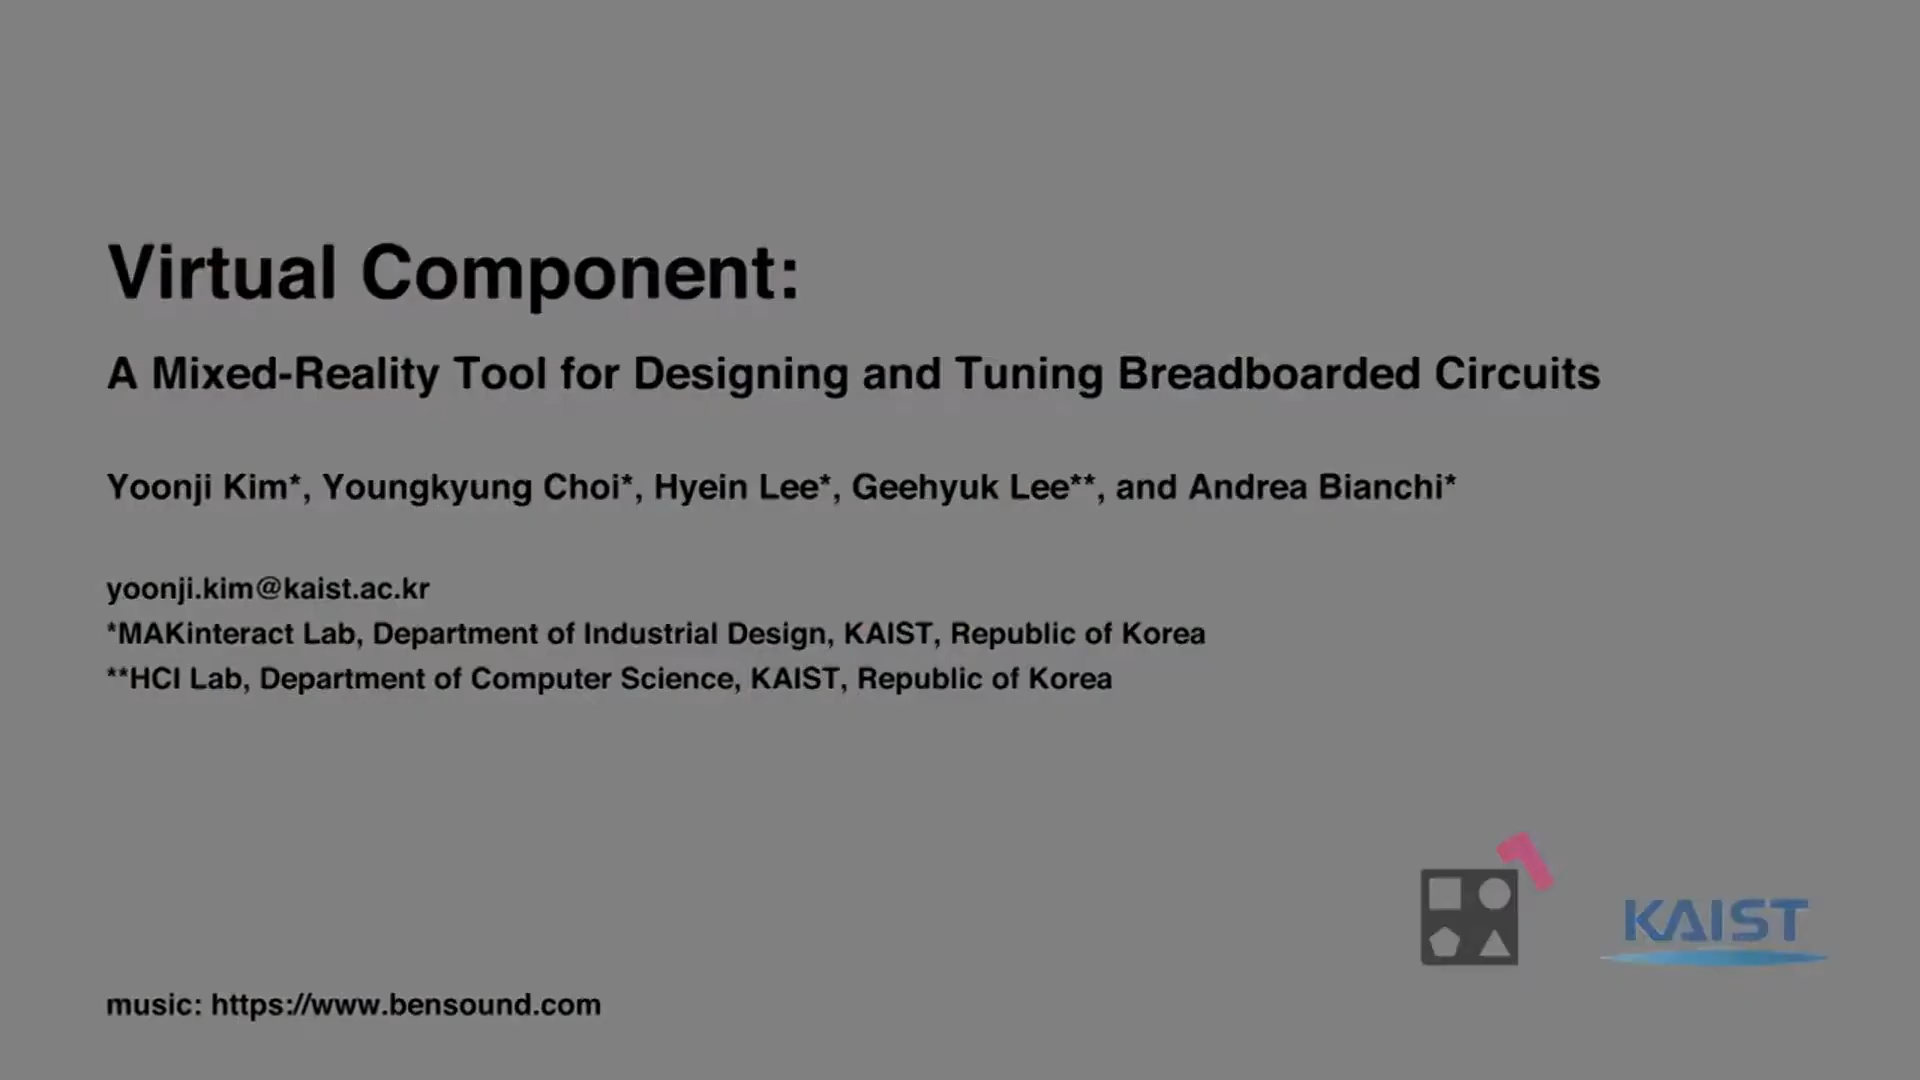 Virtual Component:
A Mixed-Reality Tool for Designing and Tuning Breadboarded Circuits
Yoonji Kim*, Youngkyung Choi*, Hyein Lee*, Geehyuk Lee**, and Andrea Bianchi*
yoonji.kim@kaist.ac.kr
*MAKinteract Lab, Department of Industrial Design, KAIST, Republic of Korea
**HCI Lab, Department of Computer Science, KAIST, Republic of Korea
KAIST
music: https://www.bensound.com